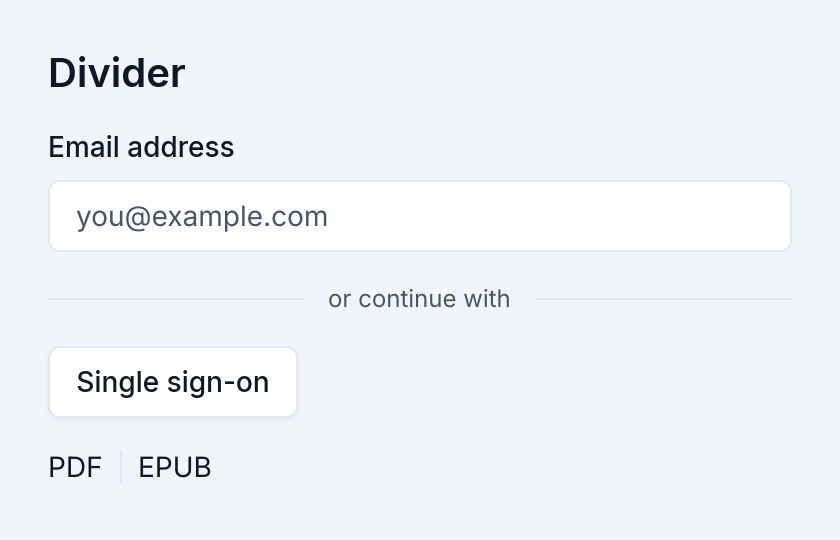 Divider
Email address
you@example.com
or continue with
Single sign-on
PDF EPUB